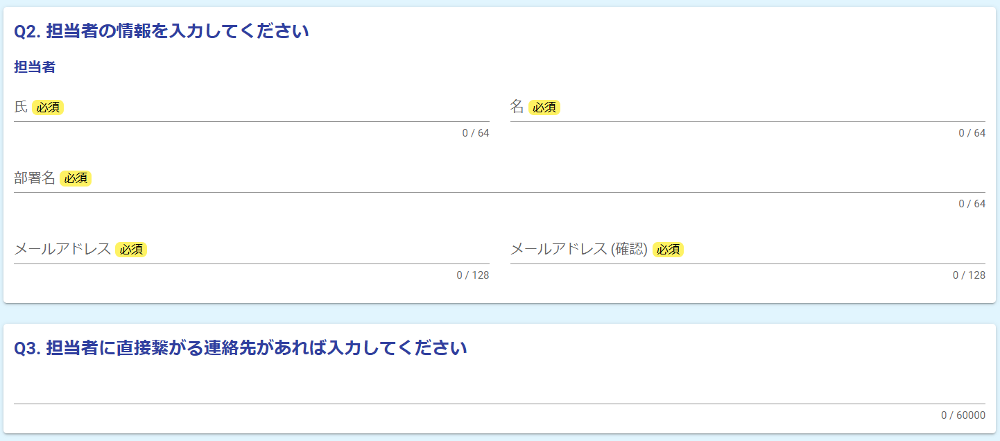 Q2. 担当者の情報を入力してください
担当者
氏 必須
名 必須
0 / 64
0 / 64
部署名 必須
0 / 64
メールアドレス 必須
メールアドレス (確認) 必須
0 / 128
0 / 128
Q3. 担当者に直接繋がる連絡先があれば入力してください
0 / 60000